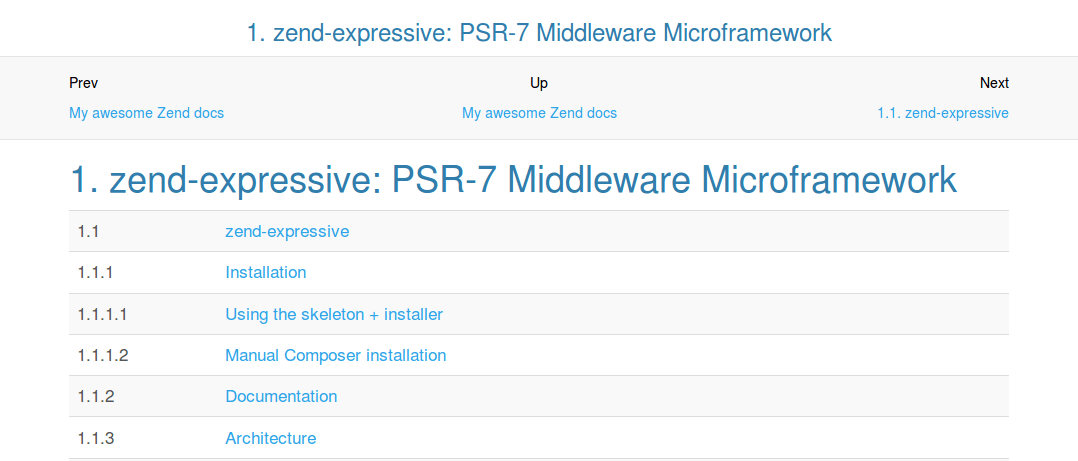 1. zend-expressive: PSR-7 Middleware Microframework
Prev Up Next
My awesome Zend docs My awesome Zend docs 1.1. zend-expressive
1. zend-expressive: PSR-7 Middleware Microframework
1.1 zend-expressive
1.1.1 Installation
1.1.1.1 Using the skeleton + installer
1.1.1.2 Manual Composer installation
1.1.2 Documentation
1.1.3 Architecture